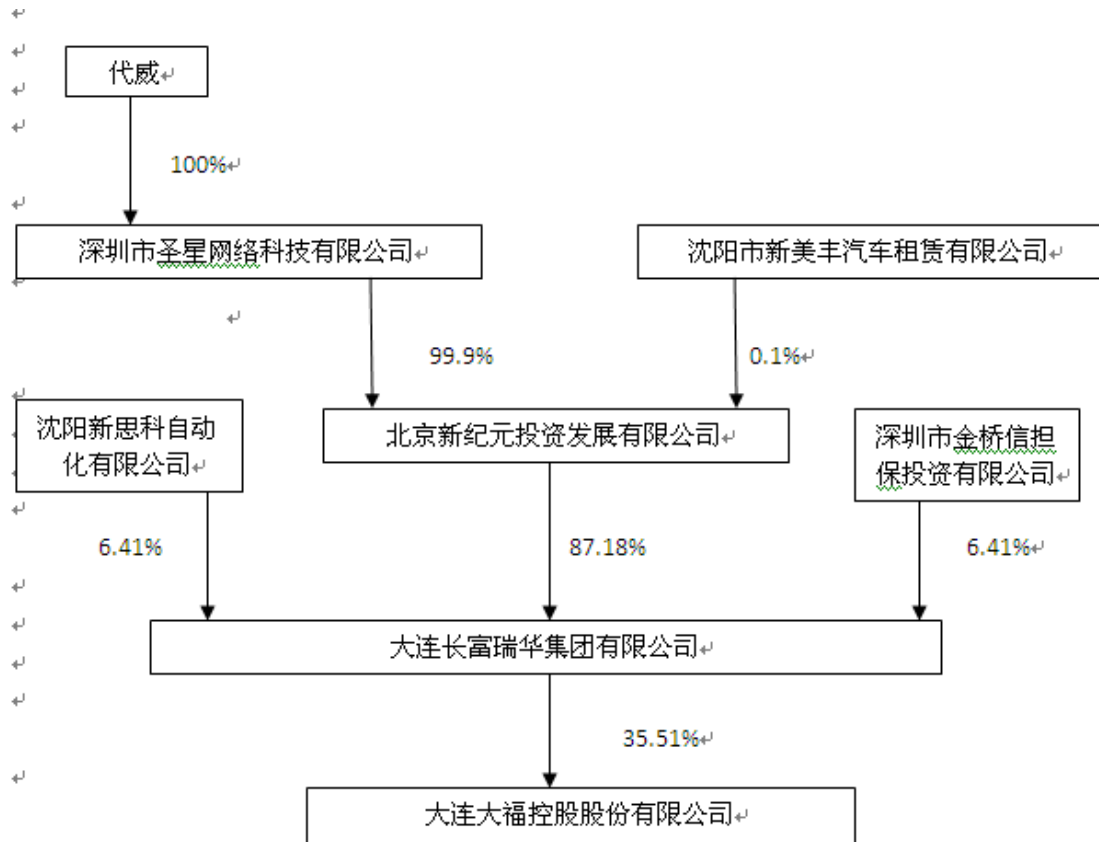 代威
100%
深圳市圣星网络科技有限公司
沈阳市新美丰汽车租赁有限公司
99.9%
0.1%
沈阳新思科自动
化有限公司
北京新纪元投资发展有限公司
深圳市金桥信担
保投资有限公司
6.41%
87.18%
6.41%
大连长富瑞华集团有限公司
35.51%
大连大福控股股份有限公司